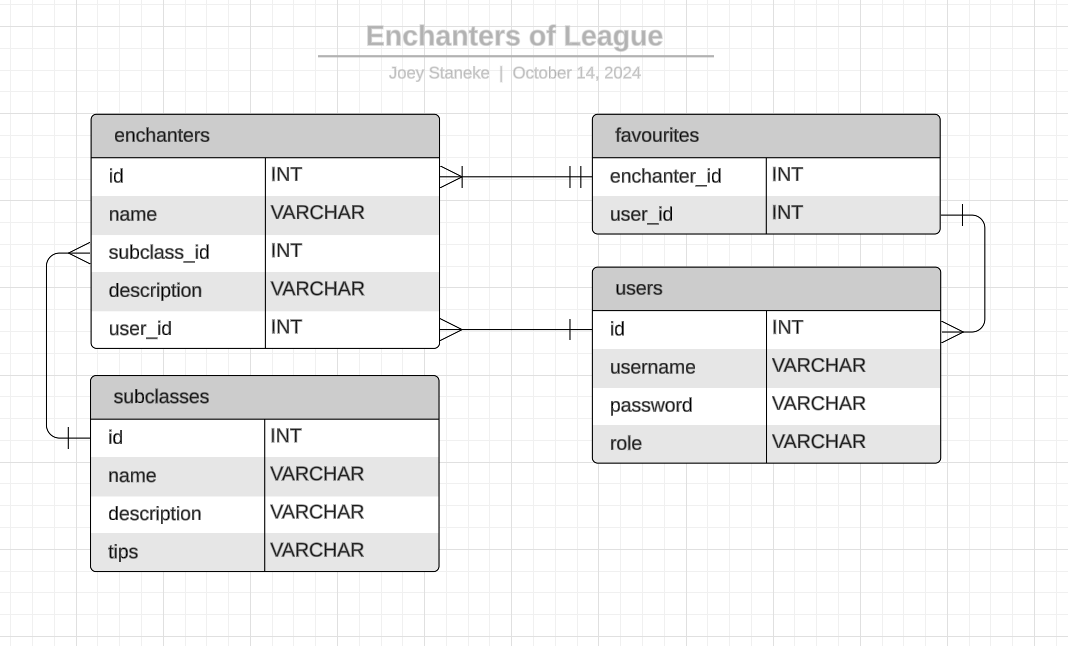 Enchanters of League
Joey Staneke | October 14, 2024
enchanters
id INT
name VARCHAR
subclass_id INT
description VARCHAR
user_id INT
favourites
enchanter_id INT
user_id INT
users
id INT
username VARCHAR
password VARCHAR
role VARCHAR
subclasses
id INT
name VARCHAR
description VARCHAR
tips VARCHAR